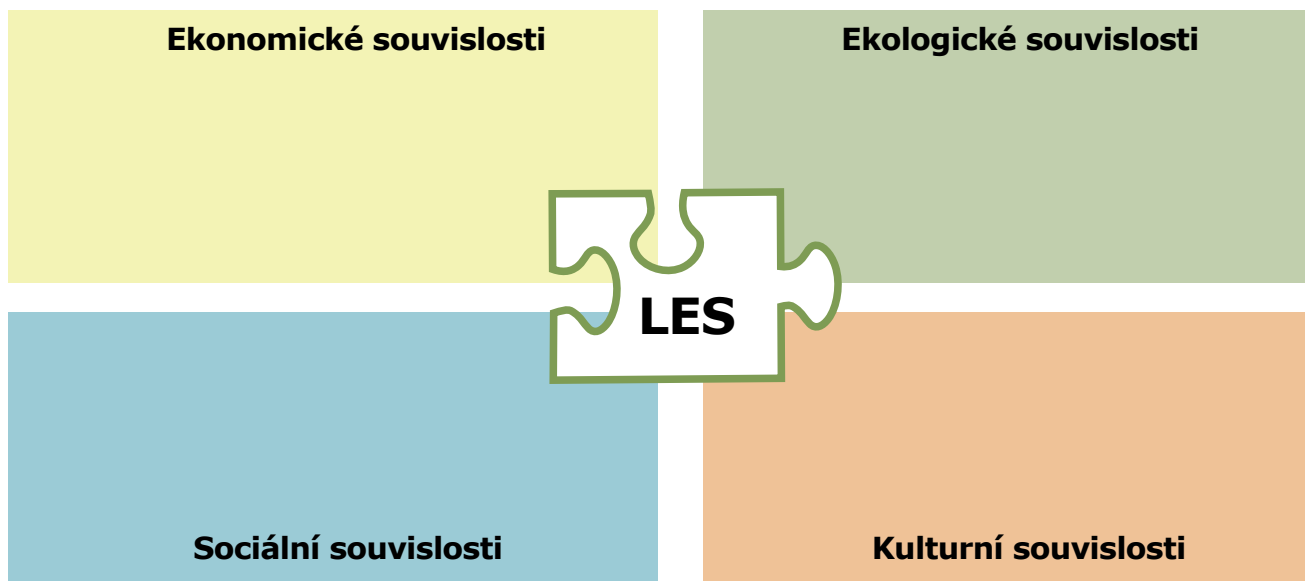 Ekonomické souvislosti
Ekologické souvislosti
LES
Sociální souvislosti
Kulturní souvislosti